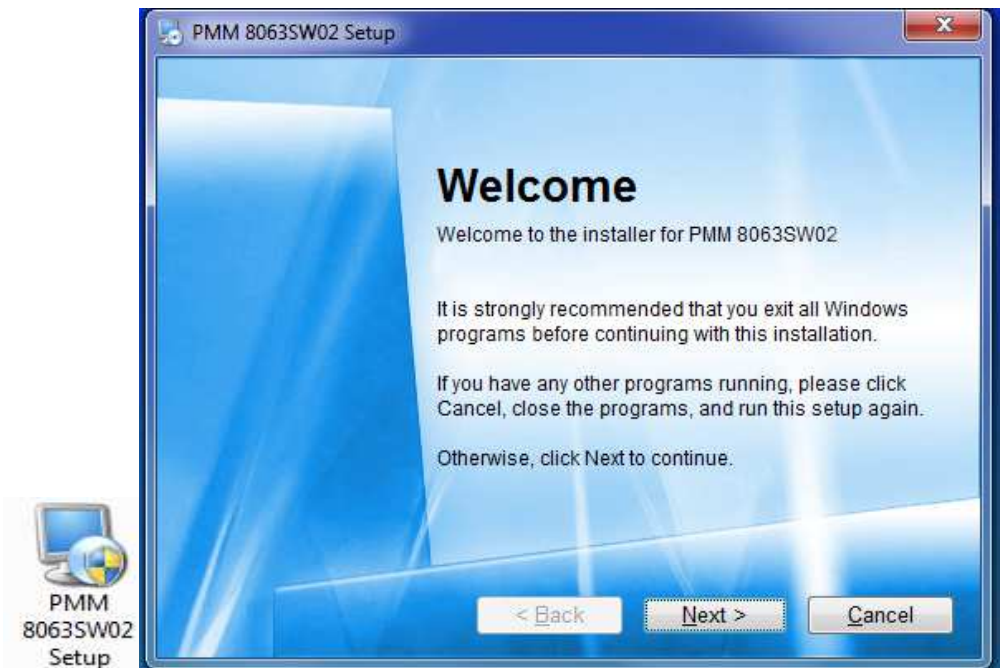 PMM 8063SW02 Setup
Welcome
Welcome to the installer for PMM 8063SW02
It is strongly recommended that you exit all Windows
programs before continuing with this installation.
If you have any other programs running, please click
Cancel, close the programs, and run this setup again.
Otherwise, click Next to continue.
< Back
Next >
Cancel
PMM
8063SW02
Setup